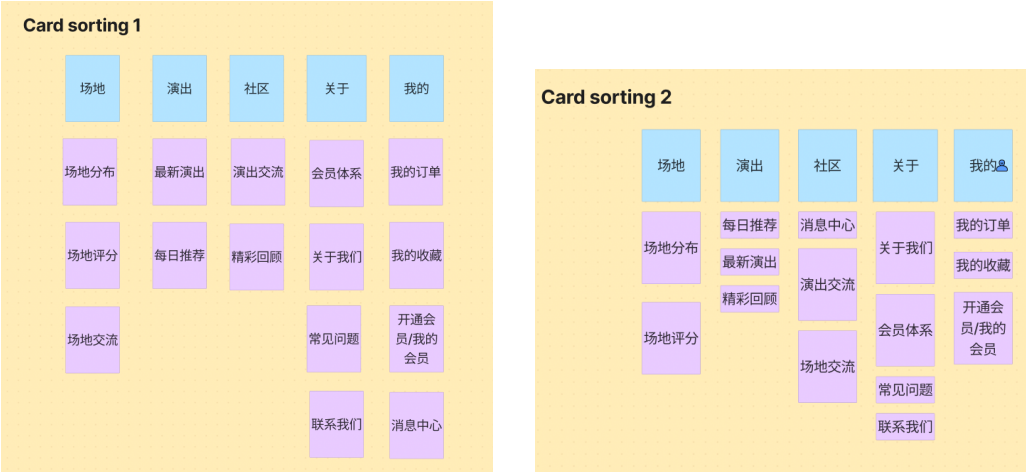 Card sorting 1
场地
演出
社区
关于
我的
场地分布
最新演出
演出交流
会员体系
我的订单
场地评分
每日推荐
精彩回顾
关于我们
我的收藏
场地交流
常见问题
开通会
员/我的
会员
联系我们
消息中心
Card sorting 2
场地
演出
社区
关于
我的
场地分布
每日推荐
最新演出
精彩回顾
消息中心
演出交流
关于我们
我的订单
我的收藏
场地评分
场地交流
会员体系
常见问题
联系我们
开通会
员/我的
会员